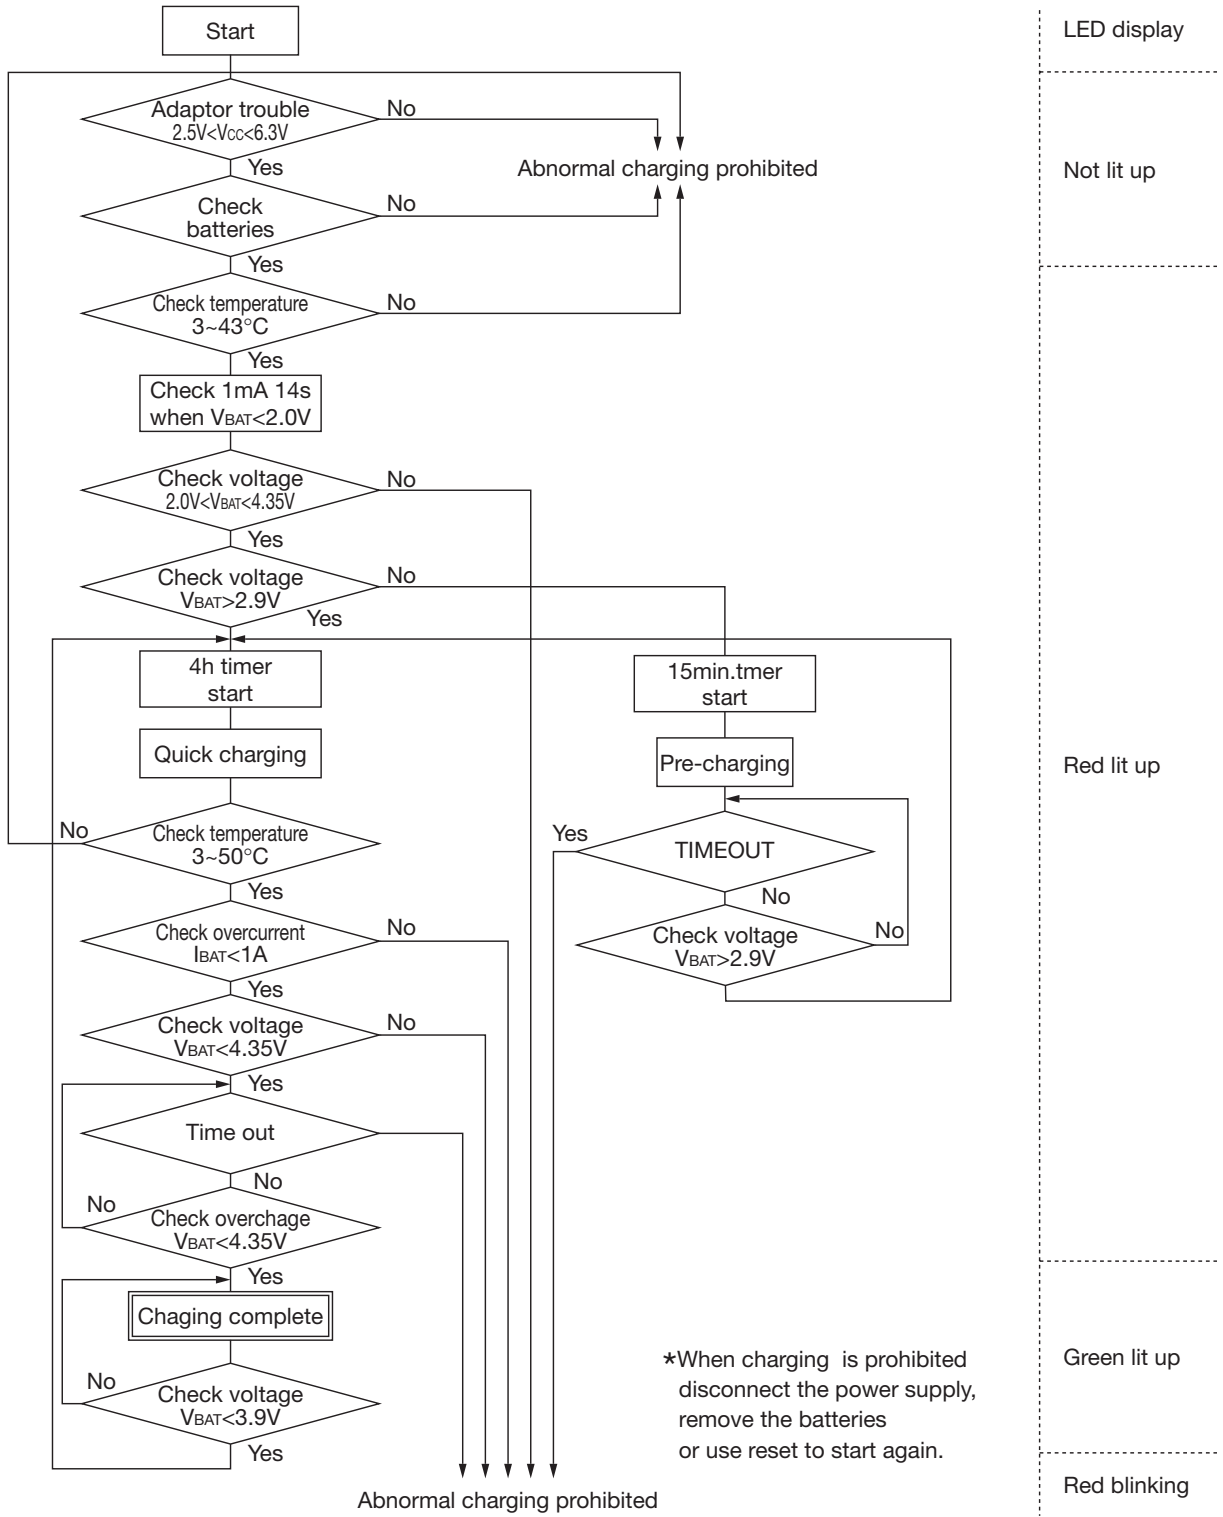 Start
LED display
Adaptor trouble
2.5V<VCC<6.3V
No
Yes
Abnormal charging prohibited
Not lit up
Check
batteries
No
Yes
Check temperature
3~43°C
No
Yes
Check 1mA 14s
when VBAT<2.0V
Check voltage
2.0V<VBAT<4.35V
No
Yes
Check voltage
VBAT>2.9V
No
Yes
4h timer
start
15min.tmer
start
Quick charging
Pre-charging
Red lit up
No
Check temperature
3~50°C
Yes
Yes
TIMEOUT
No
Check overcurrent
IBAT<1A
No
Yes
Check voltage
VBAT>2.9V
No
Check voltage
VBAT<4.35V
No
Yes
Time out
No
No
Check overchage
VBAT<4.35V
Yes
Chaging complete
No
Check voltage
VBAT<3.9V
Yes
*When charging is prohibited
disconnect the power supply,
remove the batteries
or use reset to start again.
Green lit up
Abnormal charging prohibited
Red blinking